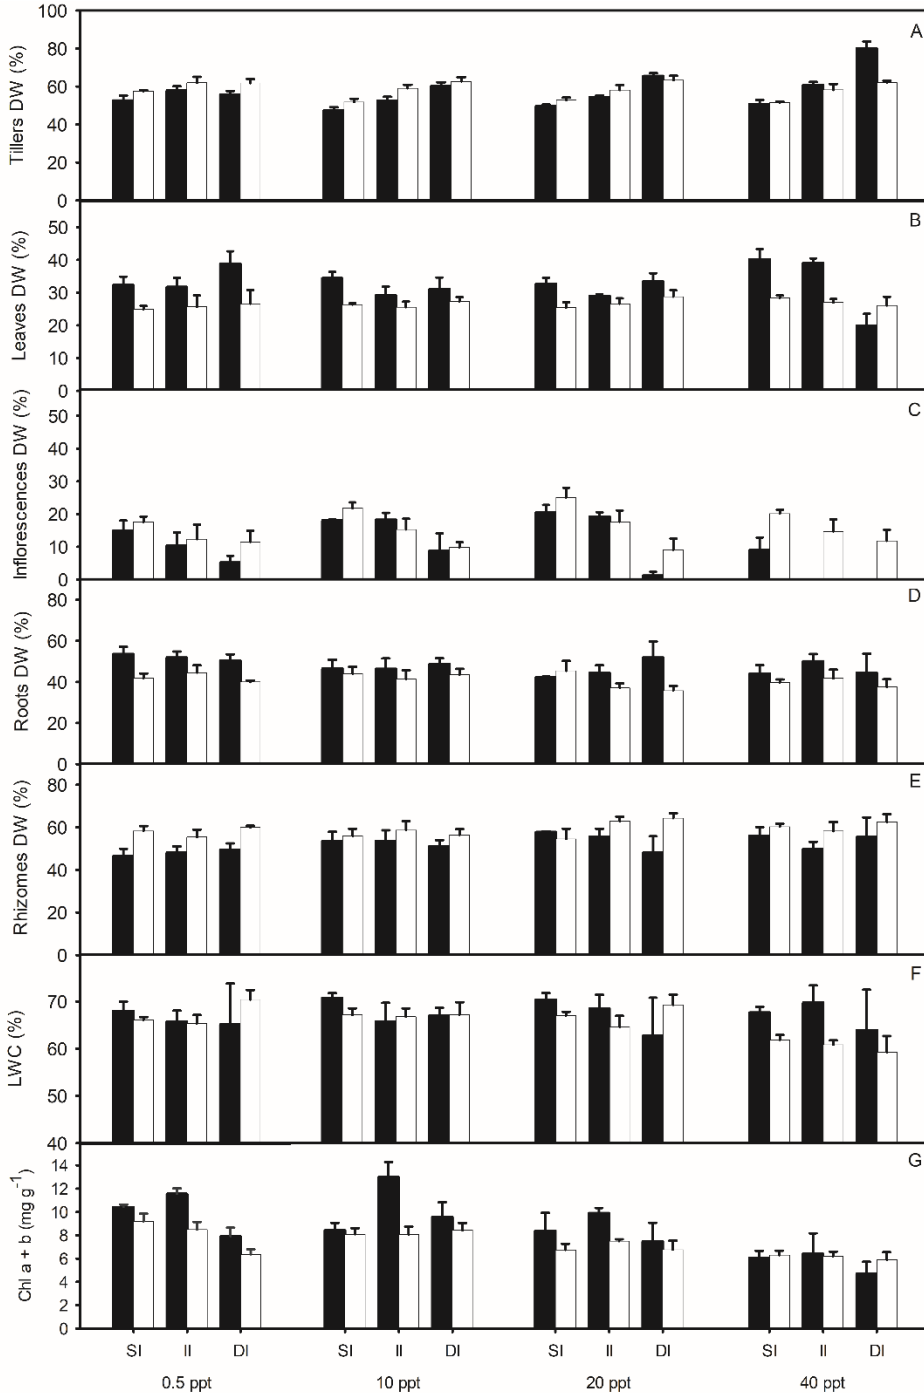 A
Tillers DW (%)
100
80
60
40
20
0
B
Leaves DW (%)
50
40
30
20
10
0
C
Inflorescences DW (%)
50
40
30
20
10
0
D
Roots DW (%)
80
60
40
20
0
E
Rhizomes DW (%)
80
60
40
20
0
F
LWC (%)
70
60
50
40
G
Chl a + b (mg g⁻¹)
14
12
10
8
6
4
2
0
SI II DI SI II DI SI II DI SI II DI
0.5 ppt 10 ppt 20 ppt 40 ppt